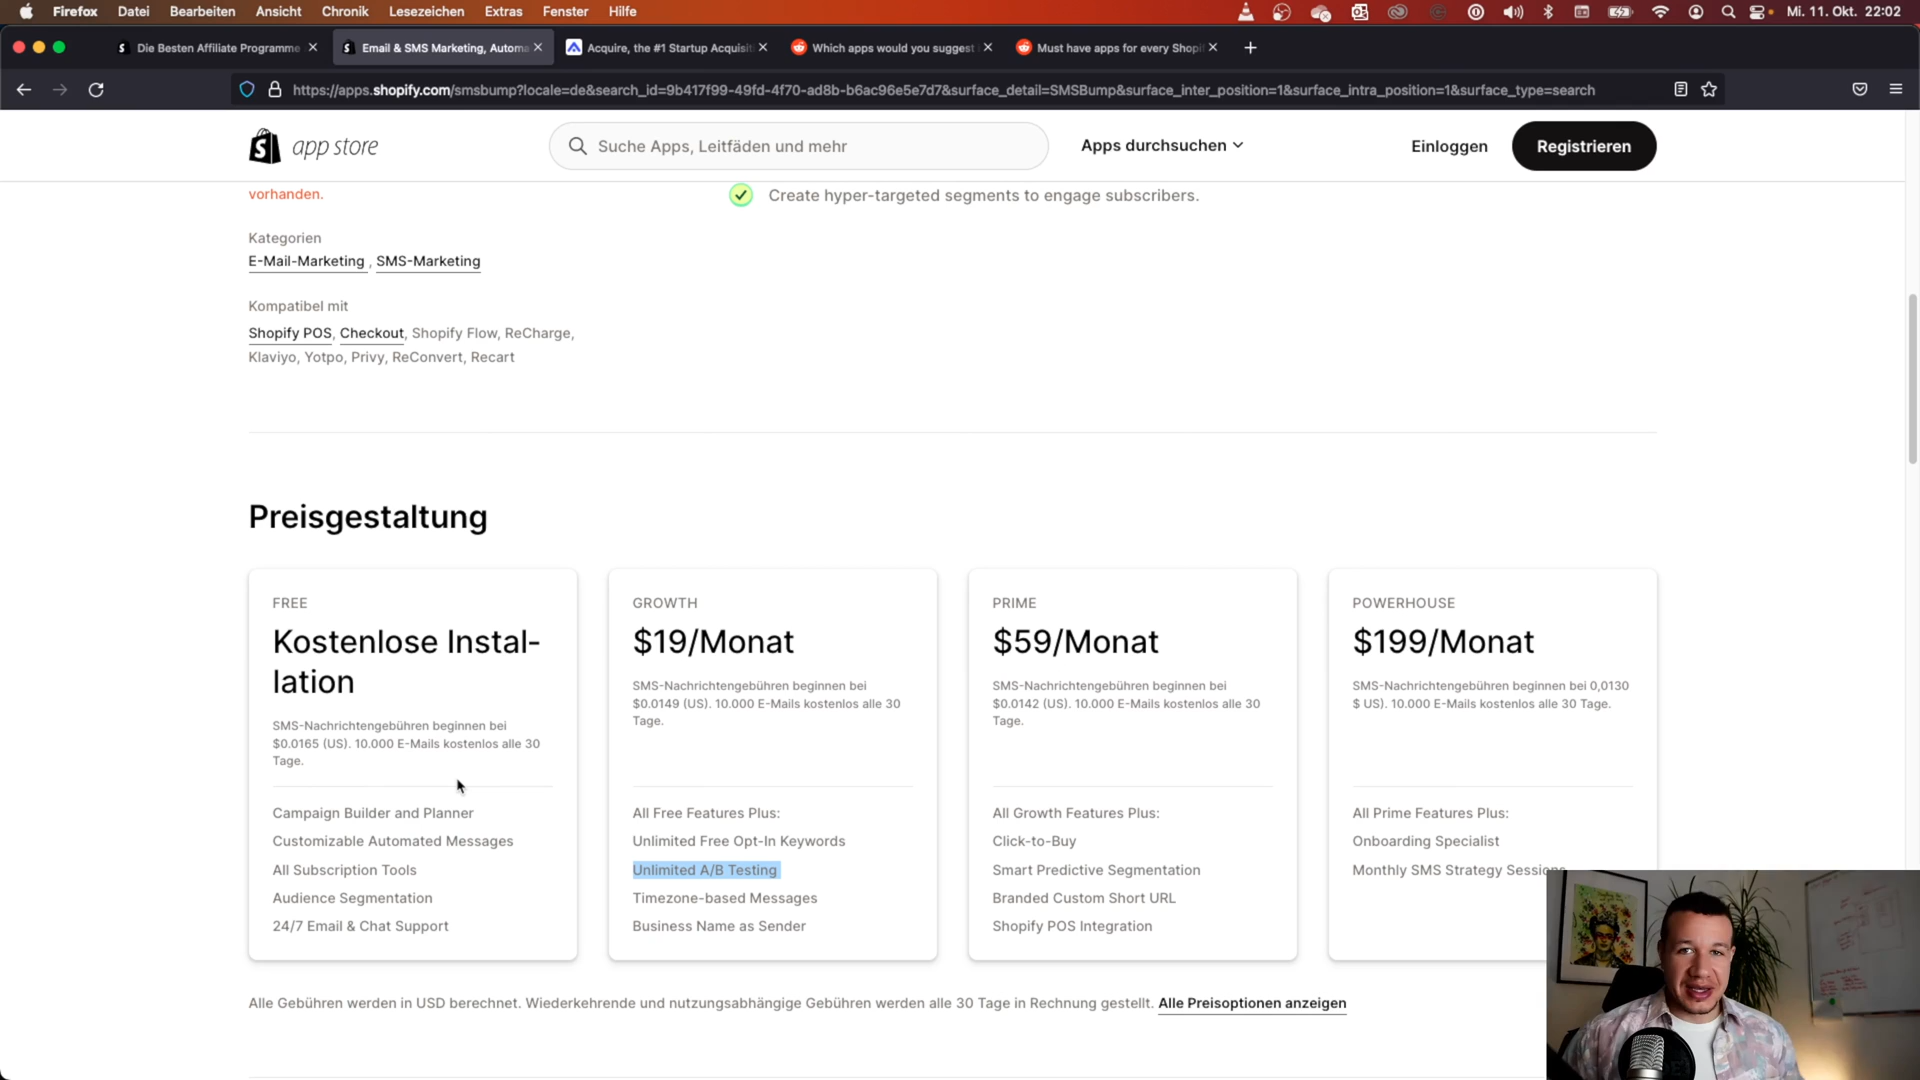 Firefox Datei Bearbeiten Ansicht Chronik Lesezeichen Extras Fenster Hilfe Mi. 11. Okt. 22:02
Die Besten Affiliate Programme
Email & SMS Marketing, Automa
Acquire, the #1 Startup Acquisit
Which apps would you suggest
Must have apps for every Shopi
https://apps.shopify.com/smsbump?locale=de&search_id=9b417f99-49fd-4f70-ad8b-b6ac96e5e7d7&surface_detail=SMSBump&surface_inter_position=1&surface_intra_position=1&surface_type=search
app store
Suche Apps, Leitfäden und mehr
Apps durchsuchen
Einloggen
Registrieren
vorhanden.
Create hyper-targeted segments to engage subscribers.
Kategorien
E-Mail-Marketing , SMS-Marketing
Kompatibel mit
Shopify POS, Checkout, Shopify Flow, ReCharge,
Klaviyo, Yotpo, Privy, ReConvert, Recart
Preisgestaltung
FREE
Kostenlose Instal-
lation
SMS-Nachrichtengebühren beginnen bei
$0.0165 (US). 10.000 E-Mails kostenlos alle 30
Tage.
Campaign Builder and Planner
Customizable Automated Messages
All Subscription Tools
Audience Segmentation
24/7 Email & Chat Support
GROWTH
$19/Monat
SMS-Nachrichtengebühren beginnen bei
$0.0149 (US). 10.000 E-Mails kostenlos alle 30
Tage.
All Free Features Plus:
Unlimited Free Opt-In Keywords
Unlimited A/B Testing
Timezone-based Messages
Business Name as Sender
PRIME
$59/Monat
SMS-Nachrichtengebühren beginnen bei
$0.0142 (US). 10.000 E-Mails kostenlos alle 30
Tage.
All Growth Features Plus:
Click-to-Buy
Smart Predictive Segmentation
Branded Custom Short URL
Shopify POS Integration
POWERHOUSE
$199/Monat
SMS-Nachrichtengebühren beginnen bei 0,0130
$ US). 10.000 E-Mails kostenlos alle 30 Tage.
All Prime Features Plus:
Onboarding Specialist
Monthly SMS Strategy Sessions
Alle Gebühren werden in USD berechnet. Wiederkehrende und nutzungsabhängige Gebühren werden alle 30 Tage in Rechnung gestellt. Alle Preisoptionen anzeigen